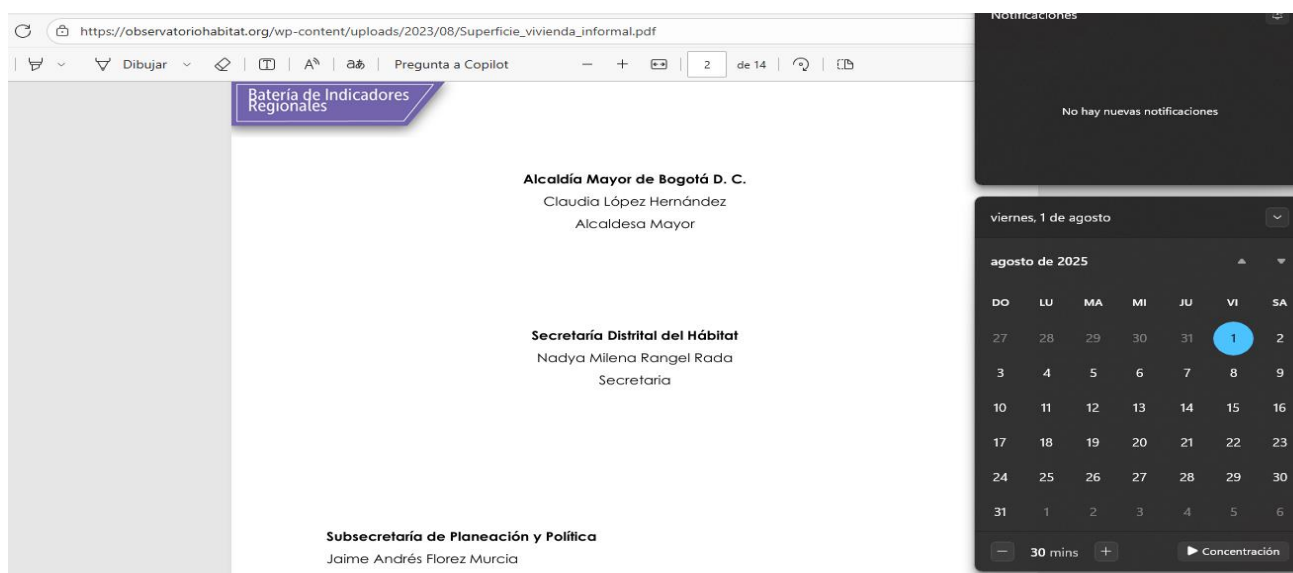 https://observatoriohabitat.org/wp-content/uploads/2023/08/Superficie_vivienda_informal.pdf
Dibujar
Pregunta a Copilot
2 de 14
Batería de Indicadores
Regionales
Alcaldía Mayor de Bogotá D. C.
Claudia López Hernández
Alcaldesa Mayor
Secretaría Distrital del Hábitat
Nadya Milena Rangel Rada
Secretaria
Subsecretaría de Planeación y Política
Jaime Andrés Florez Murcia
Notificaciones
No hay nuevas notificaciones
viernes, 1 de agosto
agosto de 2025
DO LU MA MI JU VI SA
27 28 29 30 31 1 2
3 4 5 6 7 8 9
10 11 12 13 14 15 16
17 18 19 20 21 22 23
24 25 26 27 28 29 30
31 1 2 3 4 5 6
30 mins
Concentración